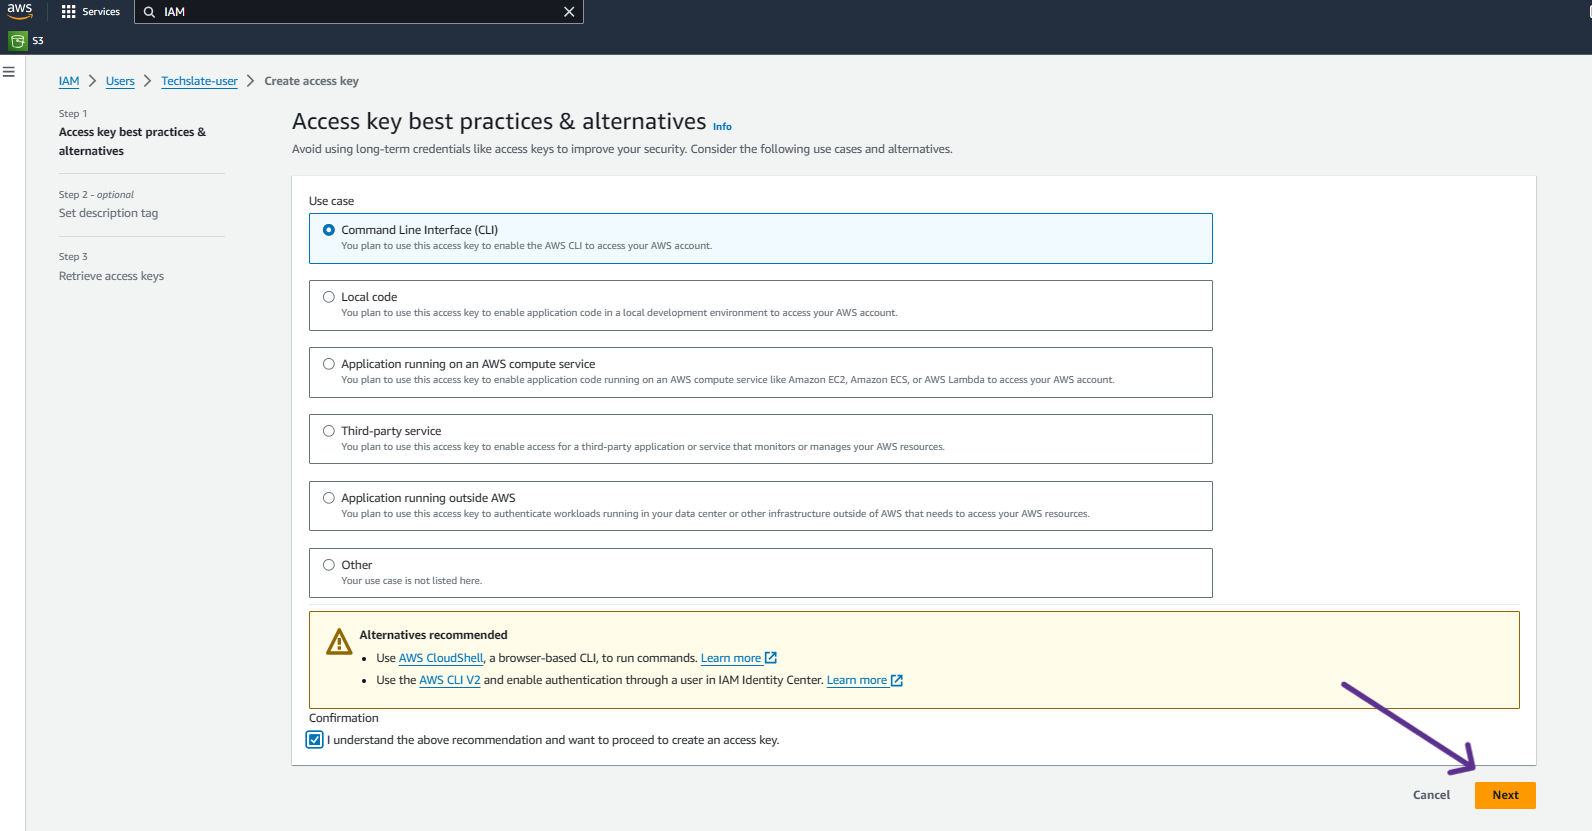 aws
Services
IAM
S3
IAM > Users > Techslate-user > Create access key
Step 1
Access key best practices &
alternatives
Step 2 - optional
Set description tag
Step 3
Retrieve access keys
Access key best practices & alternatives Info
Avoid using long-term credentials like access keys to improve your security. Consider the following use cases and alternatives.
Use case
Command Line Interface (CLI)
You plan to use this access key to enable the AWS CLI to access your AWS account.
Local code
You plan to use this access key to enable application code in a local development environment to access your AWS account.
Application running on an AWS compute service
You plan to use this access key to enable application code running on an AWS compute service like Amazon EC2, Amazon ECS, or AWS Lambda to access your AWS account.
Third-party service
You plan to use this access key to enable access for a third-party application or service that monitors or manages your AWS resources.
Application running outside AWS
You plan to use this access key to authenticate workloads running in your data center or other infrastructure outside of AWS that needs to access your AWS resources.
Other
Your use case is not listed here.
Alternatives recommended
• Use AWS CloudShell, a browser-based CLI, to run commands. Learn more
• Use the AWS CLI V2 and enable authentication through a user in IAM Identity Center. Learn more
Confirmation
I understand the above recommendation and want to proceed to create an access key.
Cancel
Next